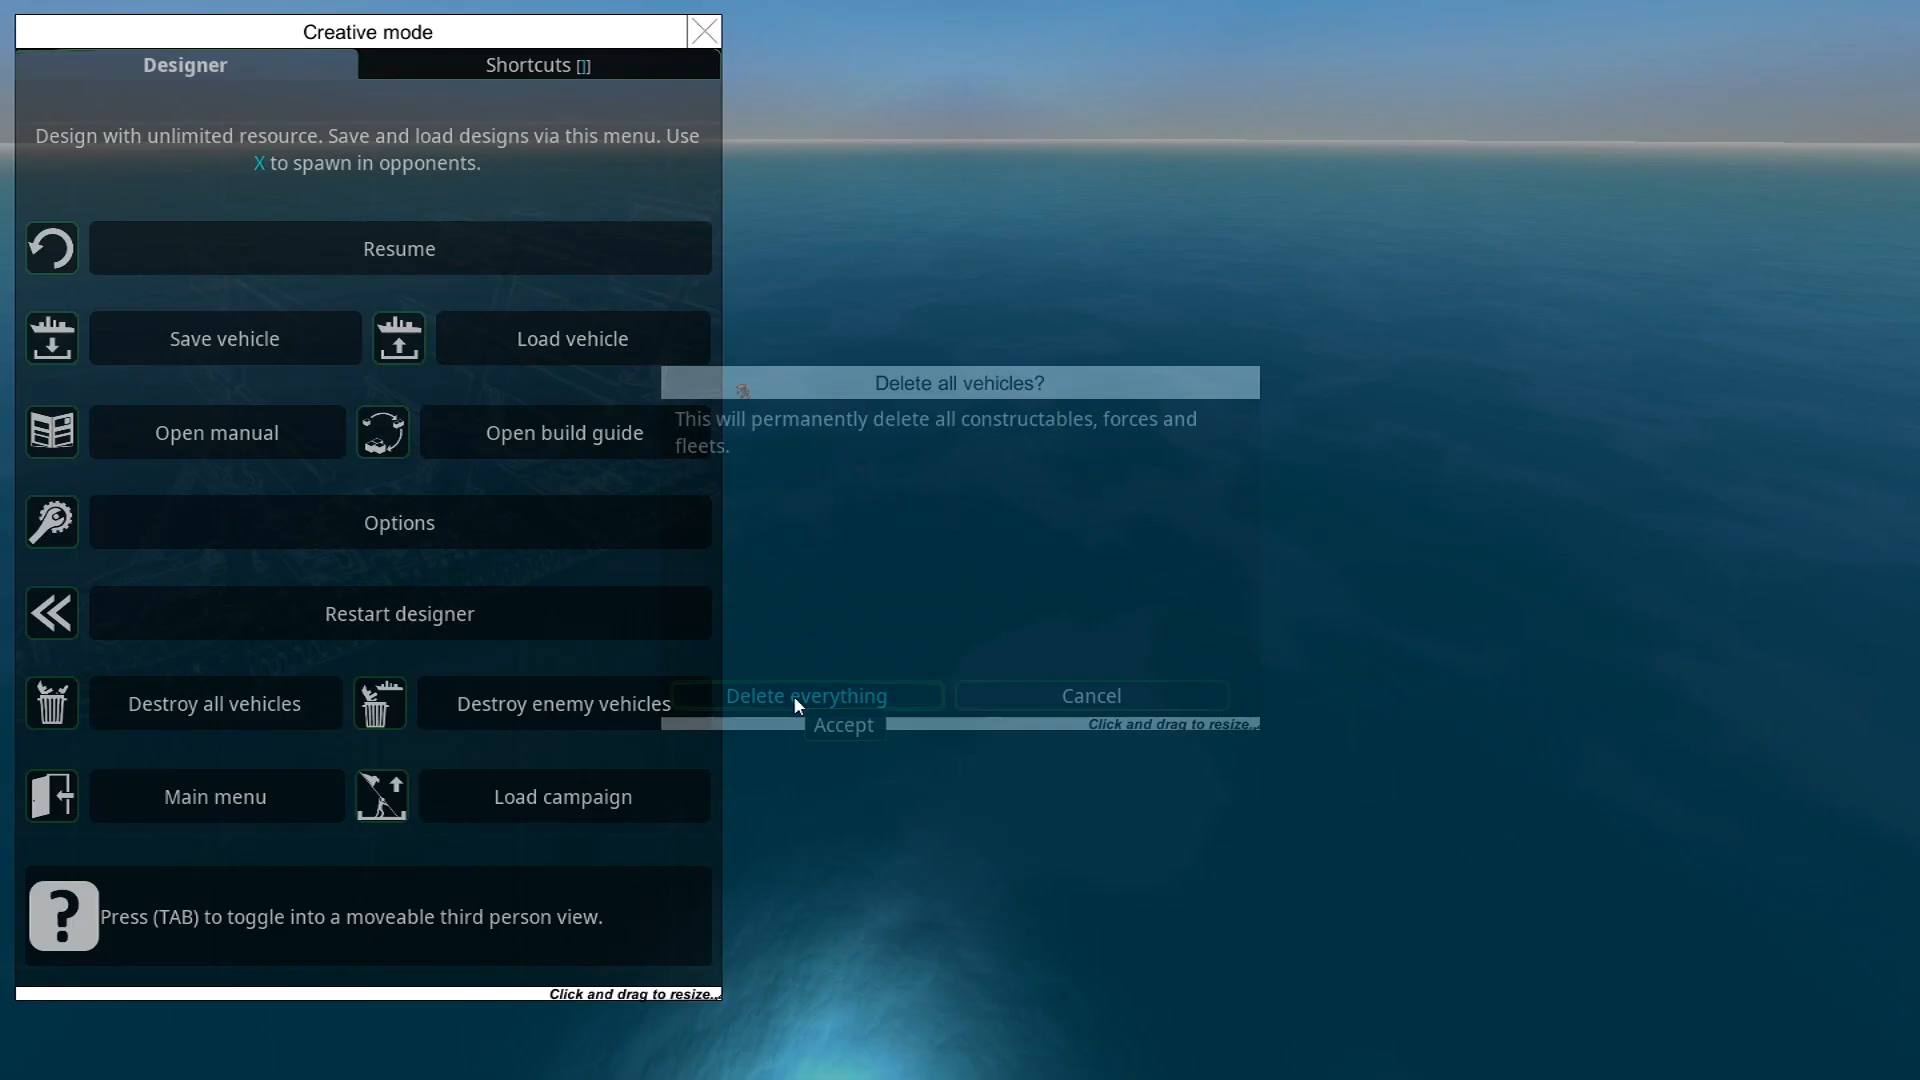 Creative mode
Designer
Shortcuts []]
Design with unlimited resource. Save and load designs via this menu. Use
X to spawn in opponents.
Resume
Save vehicle
Load vehicle
Delete all vehicles?
This will permanently delete all constructables, forces and
fleets.
Open manual
Open build guide
Options
Restart designer
Destroy all vehicles
Destroy enemy vehicles
Delete everything
Cancel
Accept
Click and drag to resize...
Main menu
Load campaign
?
Press (TAB) to toggle into a moveable third person view.
Click and drag to resize...